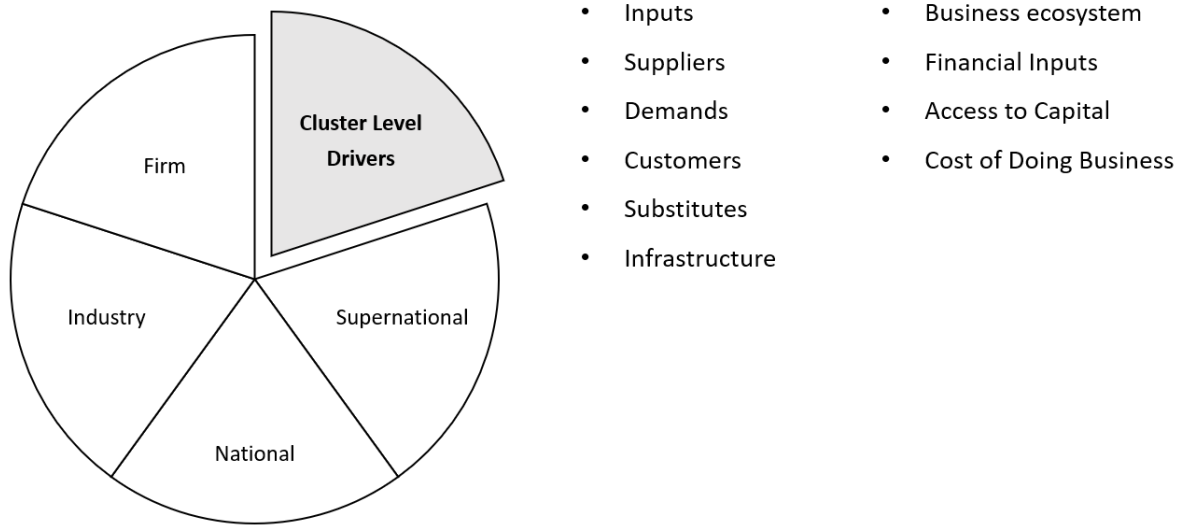 Cluster Level
Drivers
Firm
Industry
Supernational
National
• Inputs
• Suppliers
• Demands
• Customers
• Substitutes
• Infrastructure
• Business ecosystem
• Financial Inputs
• Access to Capital
• Cost of Doing Business